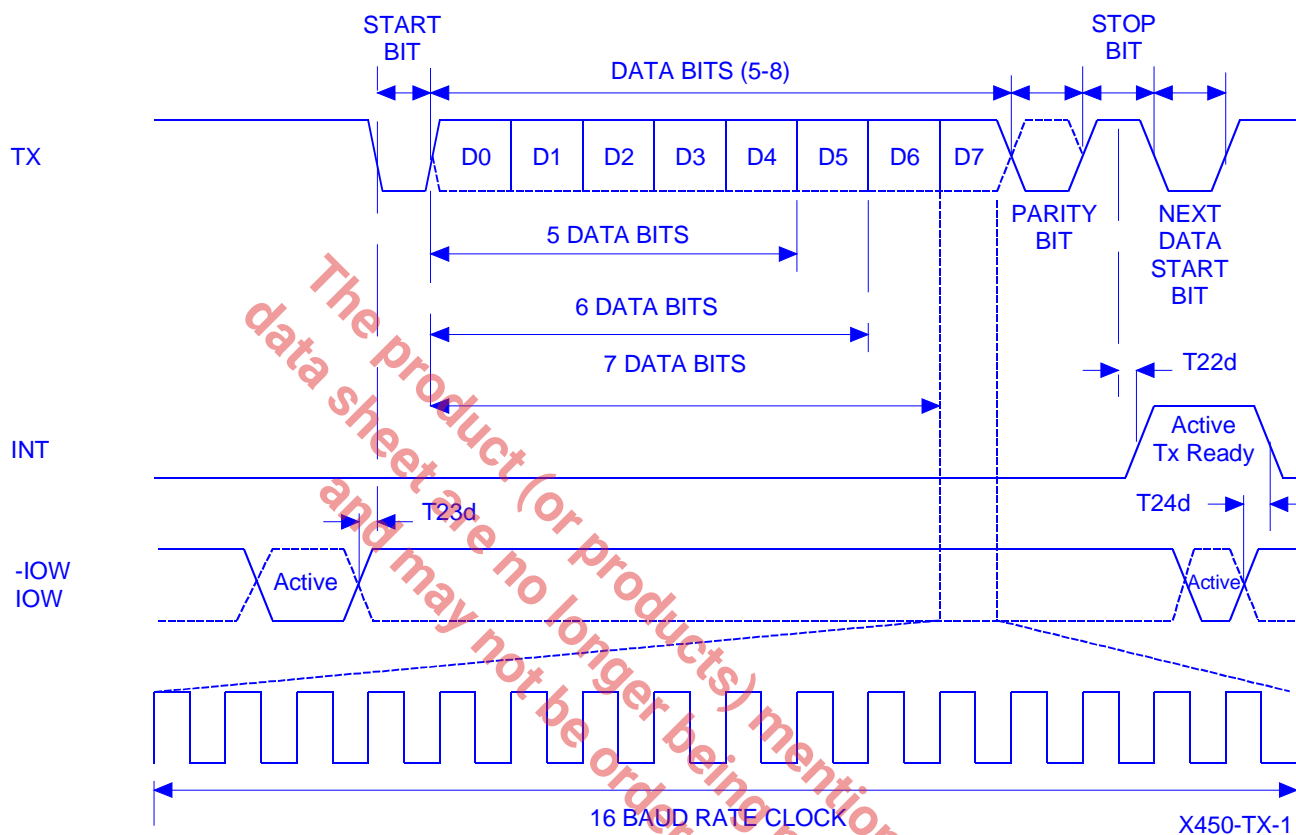 START
BIT
STOP
BIT
DATA BITS (5-8)
TX
D0 D1 D2 D3 D4 D5 D6 D7
PARITY
BIT
NEXT
DATA
START
BIT
5 DATA BITS
6 DATA BITS
7 DATA BITS
T22d
INT
Active
Tx Ready
T23d
T24d
-IOW
IOW
Active
Active
16 BAUD RATE CLOCK
X450-TX-1
The product (or products) mention
data sheet are no longer being
and may not be order